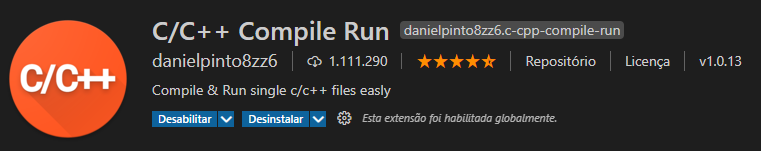 C/C++
C/C++ Compile Run danielpinto8zz6.c-cpp-compile-run
danielpinto8zz6 1.111.290 Repositório Licença v1.0.13
Compile & Run single c/c++ files easly
Desabilitar Desinstalar Esta extensão foi habilitada globalmente.